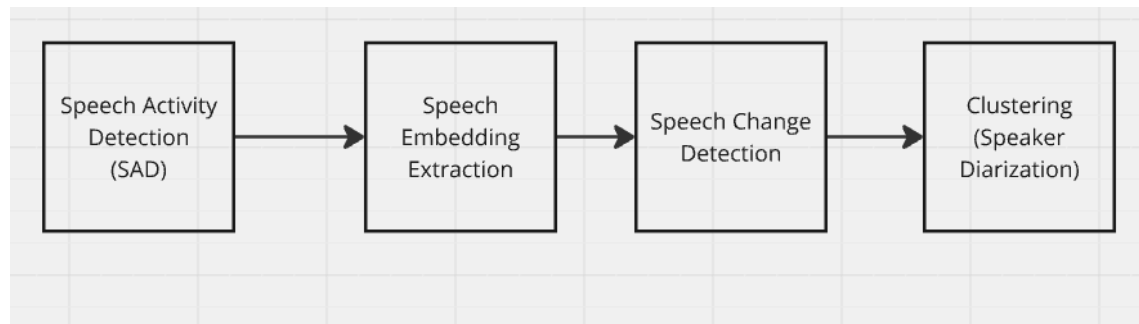 Speech Activity
Detection
(SAD)
Speech
Embedding
Extraction
Speech Change
Detection
Clustering
(Speaker
Diarization)